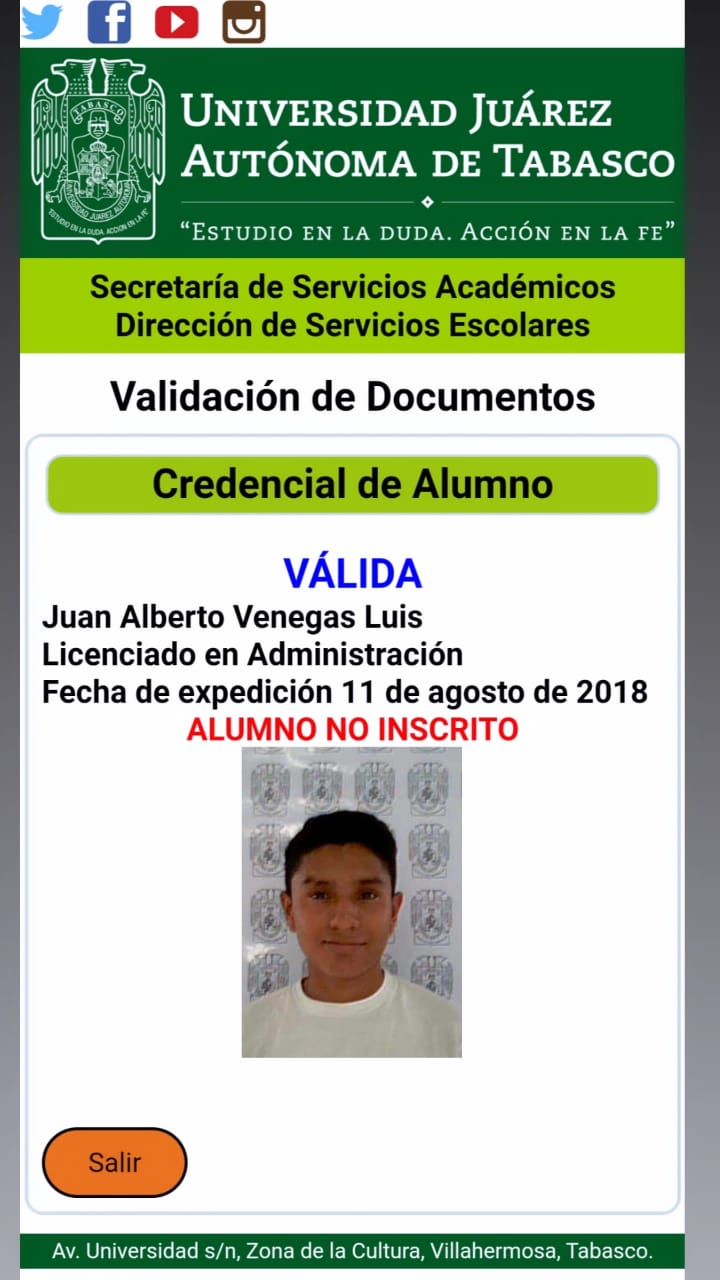 TABASCO
UNIVERSIDAD JUÁREZ
AUTÓNOMA DE TABASCO
"ESTUDIO EN LA DUDA. ACCIÓN EN LA FE"
UNIVERSIDAD JUAREZ AUTONOMA
"ESTUDIO EN LA DUDA. ACCION EN LA FE"
Secretaría de Servicios Académicos
Dirección de Servicios Escolares
Validación de Documentos
Credencial de Alumno
VÁLIDA
Juan Alberto Venegas Luis
Licenciado en Administración
Fecha de expedición 11 de agosto de 2018
ALUMNO NO INSCRITO
Salir
Av. Universidad s/n, Zona de la Cultura, Villahermosa, Tabasco.